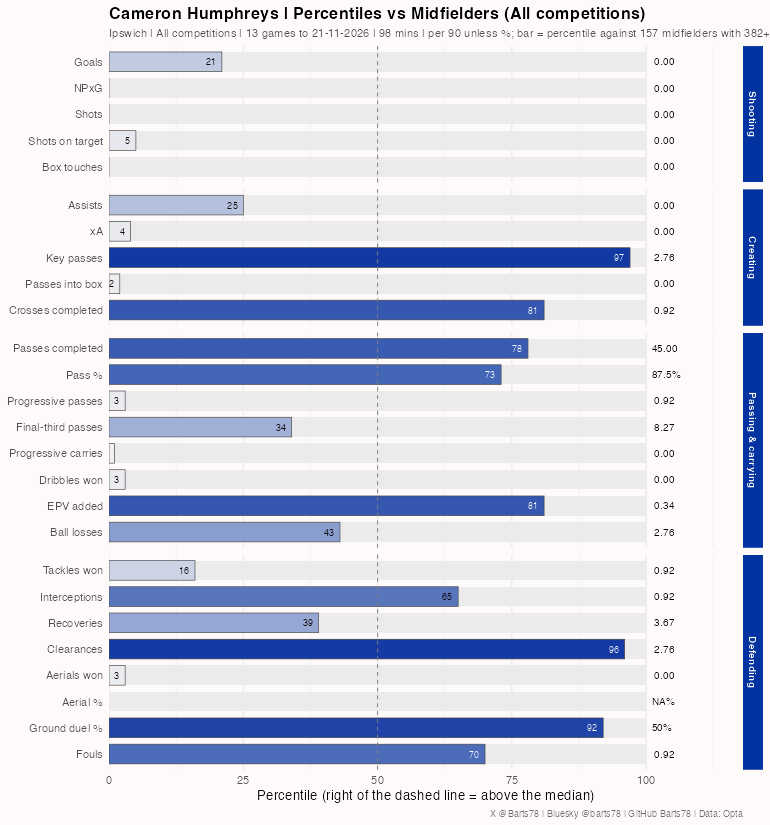 Cameron Humphreys | Percentiles vs Midfielders (All competitions)
Ipswich | All competitions | 13 games to 21-11-2026 | 98 mins | per 90 unless %; bar = percentile against 157 midfielders with 382+
Goals 21 0.00
NPxG 0.00
Shots 0.00
Shots on target 5 0.00
Box touches 0.00
Shooting
Assists 25 0.00
xA 4 0.00
Key passes 97 2.76
Passes into box 2 0.00
Crosses completed 81 0.92
Creating
Passes completed 78 45.00
Pass % 73 87.5%
Progressive passes 3 0.92
Final-third passes 34 8.27
Progressive carries 0.00
Dribbles won 3 0.00
EPV added 81 0.34
Ball losses 43 2.76
Passing & carrying
Tackles won 16 0.92
Interceptions 65 0.92
Recoveries 39 3.67
Clearances 96 2.76
Aerials won 3 0.00
Aerial % NA%
Ground duel % 92 50%
Fouls 70 0.92
Defending
0 25 50 75 100
Percentile (right of the dashed line = above the median)
X @Barts78 | Bluesky @barts78 | GitHub Barts78 | Data: Opta